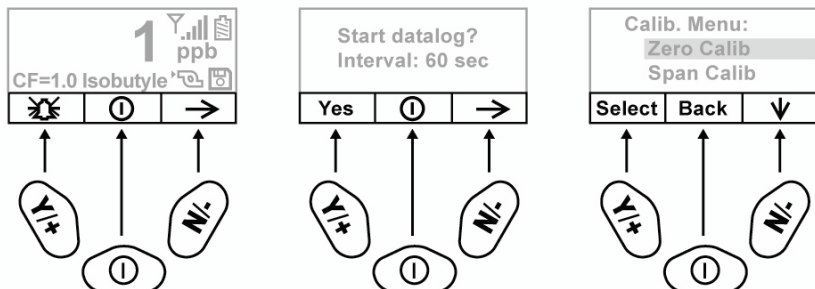 1
ppb
CF=1.0 Isobutyle
Y/+
N/-
Start datalog?
Interval: 60 sec
Yes
Y/+
N/-
Calib. Menu:
Zero Calib
Span Calib
Select Back
Y/+
N/-